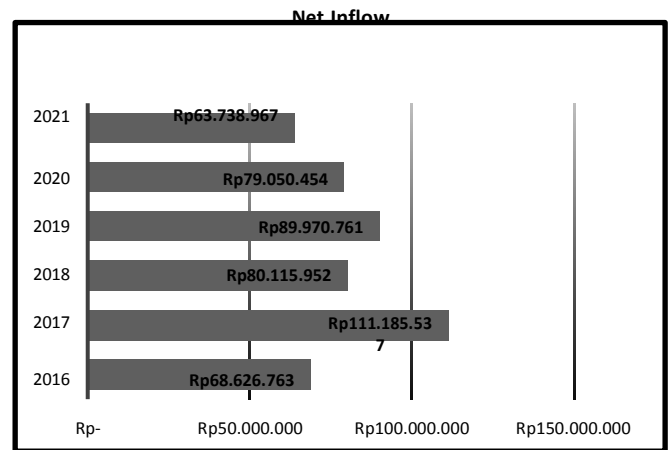 Net Inflow
2021 Rp63.738.967
2020 Rp79.050.454
2019 Rp89.970.761
2018 Rp80.115.952
2017 Rp111.185.53
7
2016 Rp68.626.763
Rp- Rp50.000.000 Rp100.000.000 Rp150.000.000